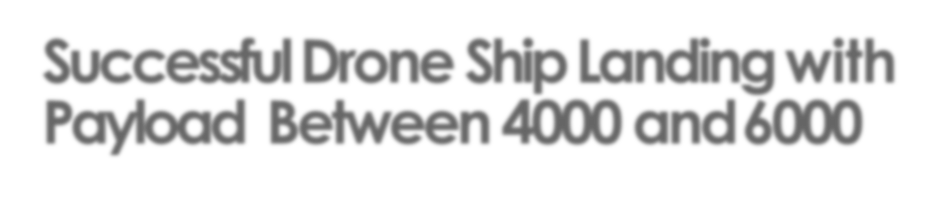 Successful Drone Ship Landing with
Payload Between 4000 and 6000